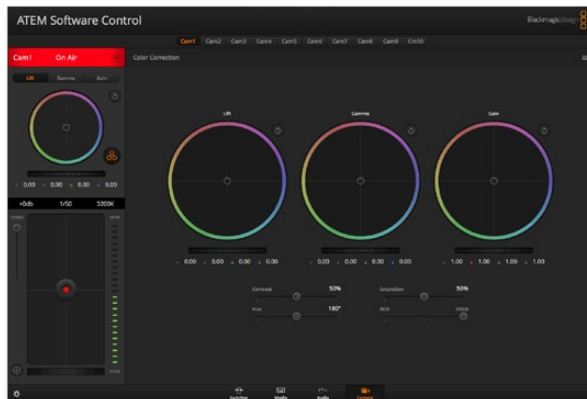 ATEM Software Control
Blackmagicdesign
Cam1 Cam2 Cam3 Cam4 Cam5 Cam6 Cam7 Cam8 Cam9 Cm10
Cam1 On Air
Color Correction
Lift Gamma Gain
Lift Gamma Gain
0.00 0.00 0.00 0.00
+0db 1/50 3200K
0.00 0.00 0.00 0.00
0.00 0.00 0.00 0.00
1.00 1.00 1.00 1.00
Contrast 50%
Saturation 50%
Hue 180°
Switcher Media Audio Camera